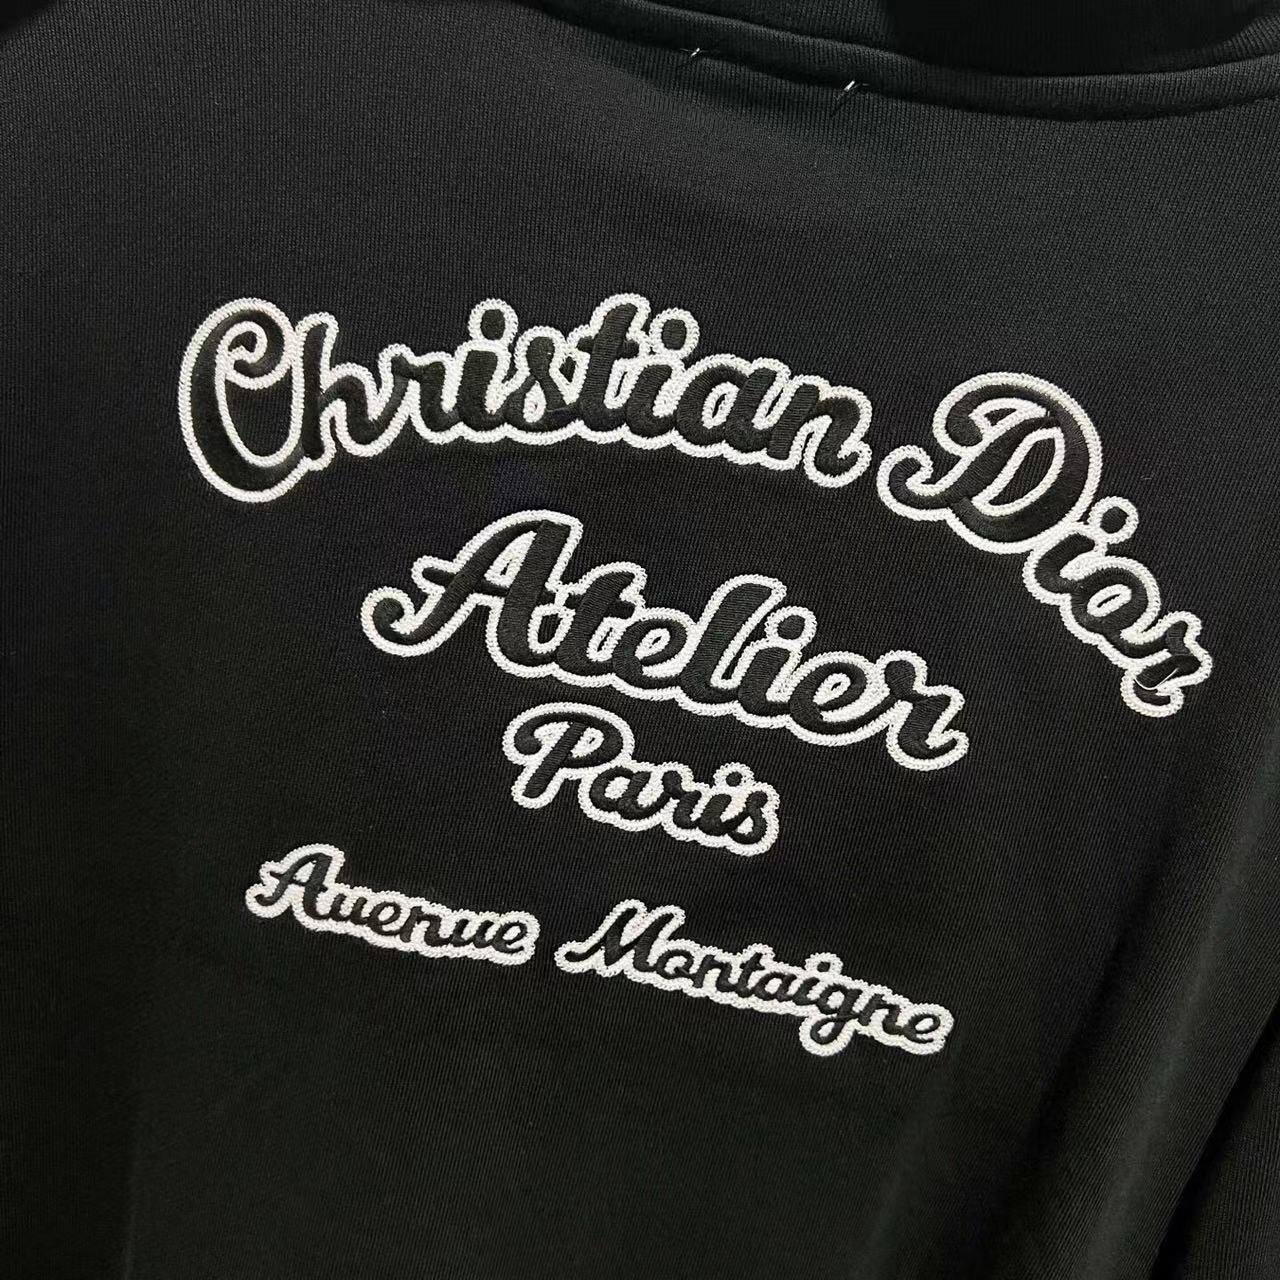 Christian Dior
Atelier
Paris
Avenue Montaigne